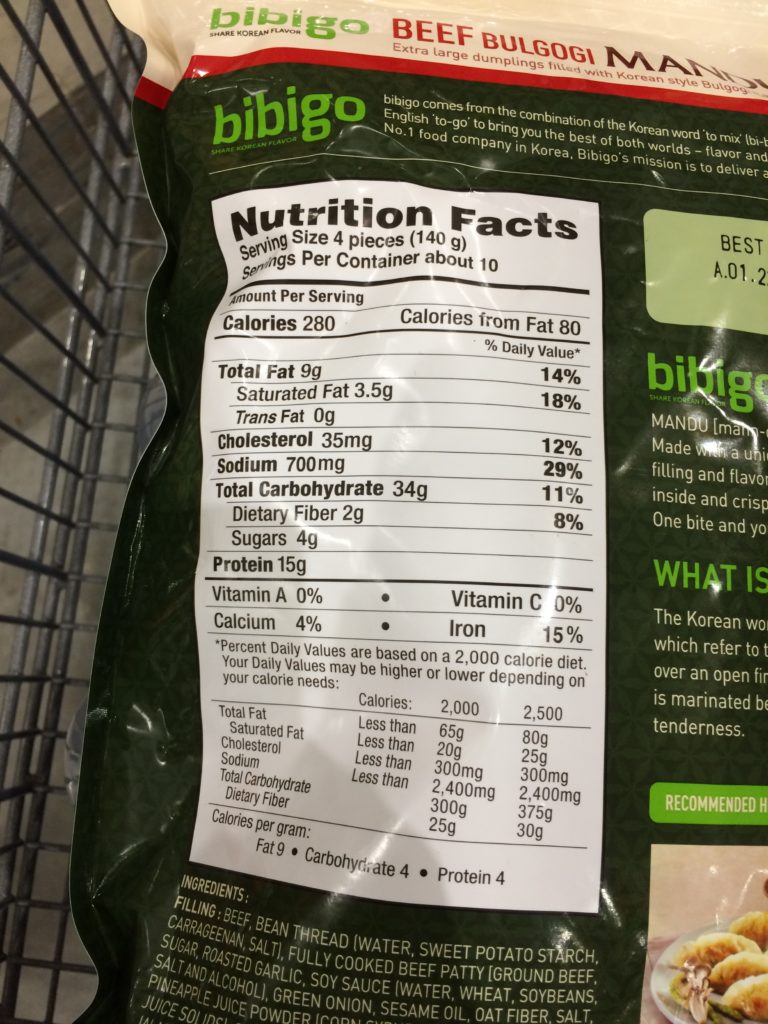 bibigo
SHARE KOREAN FLAVOR
BEEF BULGOGI
Extra large dumplings filled with Korean style
bibigo
SHARE KOREAN FLAVOR
bibigo comes from the combination of the Korean word 'to mix'
English 'to-go' to bring you the best of both worlds – flavor and
No.1 food company in Korea, Bibigo's mission is to deliver
Nutrition Facts
Serving Size 4 pieces (140 g)
Servings Per Container about 10
Amount Per Serving
Calories 280 Calories from Fat 80
% Daily Value*
Total Fat 9g 14%
Saturated Fat 3.5g 18%
Trans Fat 0g
Cholesterol 35mg 12%
Sodium 700mg 29%
Total Carbohydrate 34g 11%
Dietary Fiber 2g 8%
Sugars 4g
Protein 15g
Vitamin A 0% • Vitamin C 0%
Calcium 4% • Iron 15%
*Percent Daily Values are based on a 2,000 calorie diet.
Your Daily Values may be higher or lower depending on
your calorie needs:
Calories: 2,000 2,500
Total Fat Less than 65g 80g
Saturated Fat Less than 20g 25g
Cholesterol Less than 300mg 300mg
Sodium Less than 2,400mg 2,400mg
Total Carbohydrate 300g 375g
Dietary Fiber 25g 30g
Calories per gram:
Fat 9 • Carbohydrate 4 • Protein 4
INGREDIENTS:
FILLING : BEEF, BEAN THREAD (WATER, SWEET POTATO STARCH,
CARRAGEENAN, SALT), FULLY COOKED BEEF PATTY [GROUND BEEF,
SUGAR, ROASTED GARLIC, SOY SAUCE (WATER, WHEAT, SOYBEANS,
SALT AND ALCOHOL), GREEN ONION, SESAME OIL, OAT FIBER, SALT,
PINEAPPLE JUICE POWDER (CORN
JUICE
BEST
A.01.2
bibigo
SHARE KOREAN
MANDU
Made with a
filling and
inside and
One bite and
WHAT IS
The Korean
which refer to
over an open
is marinated
tenderness.
RECOMMENDED